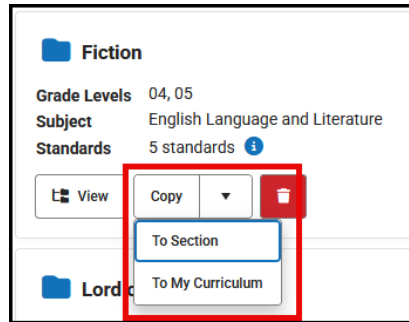 Fiction
Grade Levels 04, 05
Subject English Language and Literature
Standards 5 standards
View Copy
To Section
To My Curriculum